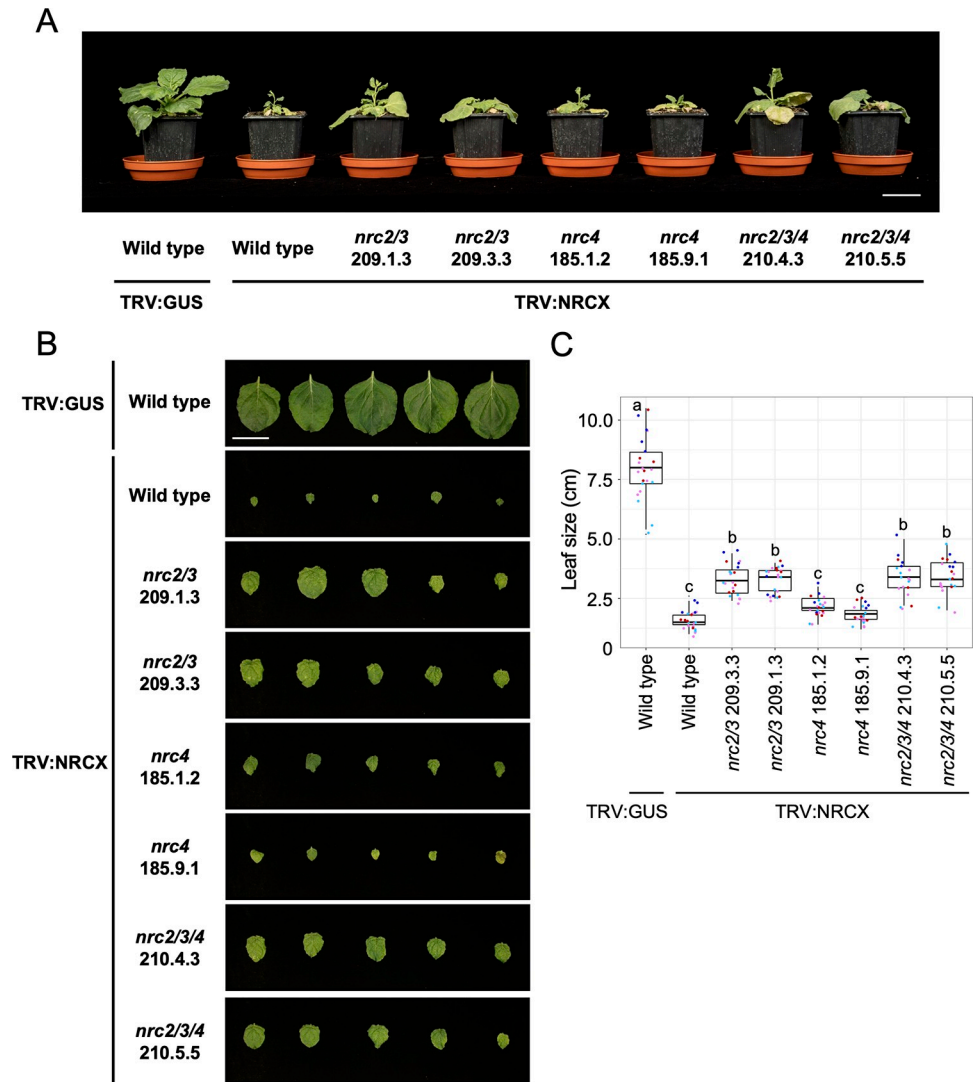 A
Wild type
Wild type
nrc2/3
209.1.3
nrc2/3
209.3.3
nrc4
185.1.2
nrc4
185.9.1
nrc2/3/4
210.4.3
nrc2/3/4
210.5.5
TRV:GUS
TRV:NRCX
B
TRV:GUS
Wild type
TRV:NRCX
Wild type
nrc2/3
209.1.3
nrc2/3
209.3.3
nrc4
185.1.2
nrc4
185.9.1
nrc2/3/4
210.4.3
nrc2/3/4
210.5.5
C
Leaf size (cm)
10.0
7.5
5.0
2.5
0
a
c
b
b
c
c
b
b
Wild type
Wild type
nrc2/3 209.3.3
nrc2/3 209.1.3
nrc4 185.1.2
nrc4 185.9.1
nrc2/3/4 210.4.3
nrc2/3/4 210.5.5
TRV:GUS
TRV:NRCX